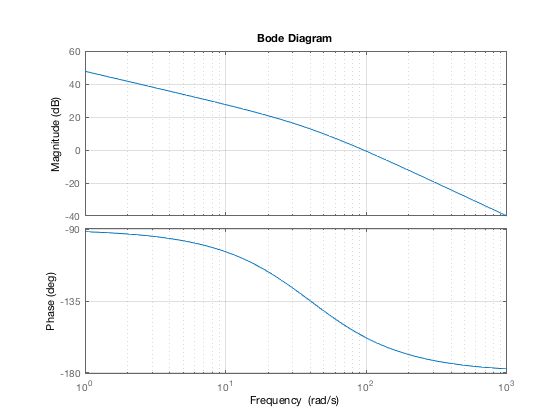 Bode Diagram
60
40
20
0
-20
-40
Magnitude (dB)
-90
-135
-180
Phase (deg)
10^0 10^1 10^2 10^3
Frequency (rad/s)